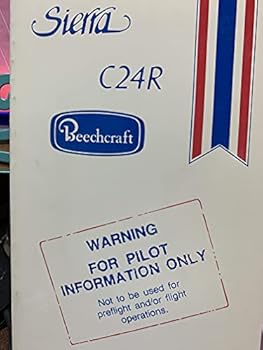 Sierra
C24R
Beechcraft
WARNING
FOR PILOT
INFORMATION ONLY
Not to be used for
preflight and/or flight
operations.